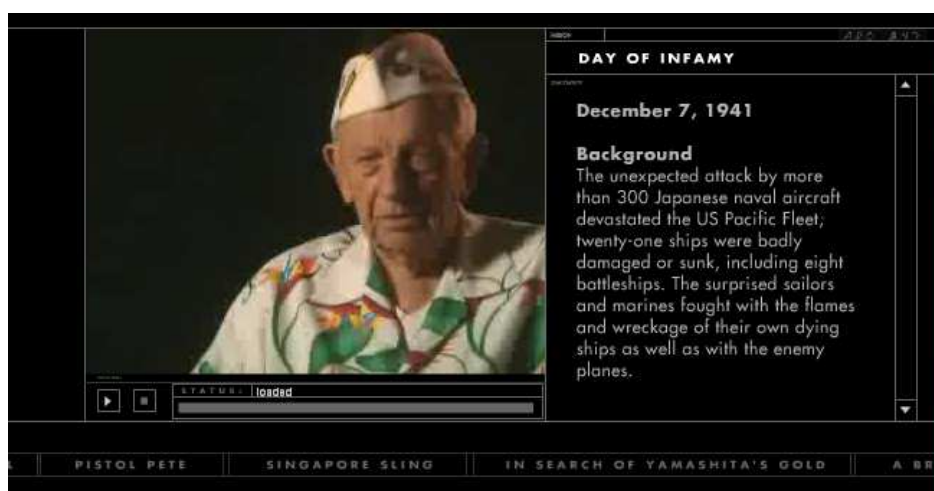 DAY OF INFAMY
December 7, 1941
Background
The unexpected attack by more
than 300 Japanese naval aircraft
devastated the US Pacific Fleet;
twenty-one ships were badly
damaged or sunk, including eight
battleships. The surprised sailors
and marines fought with the flames
and wreckage of their own dying
ships as well as with the enemy
planes.
STATUS: loaded
PISTOL PETE
SINGAPORE SLING
IN SEARCH OF YAMASHITA'S GOLD
A BR